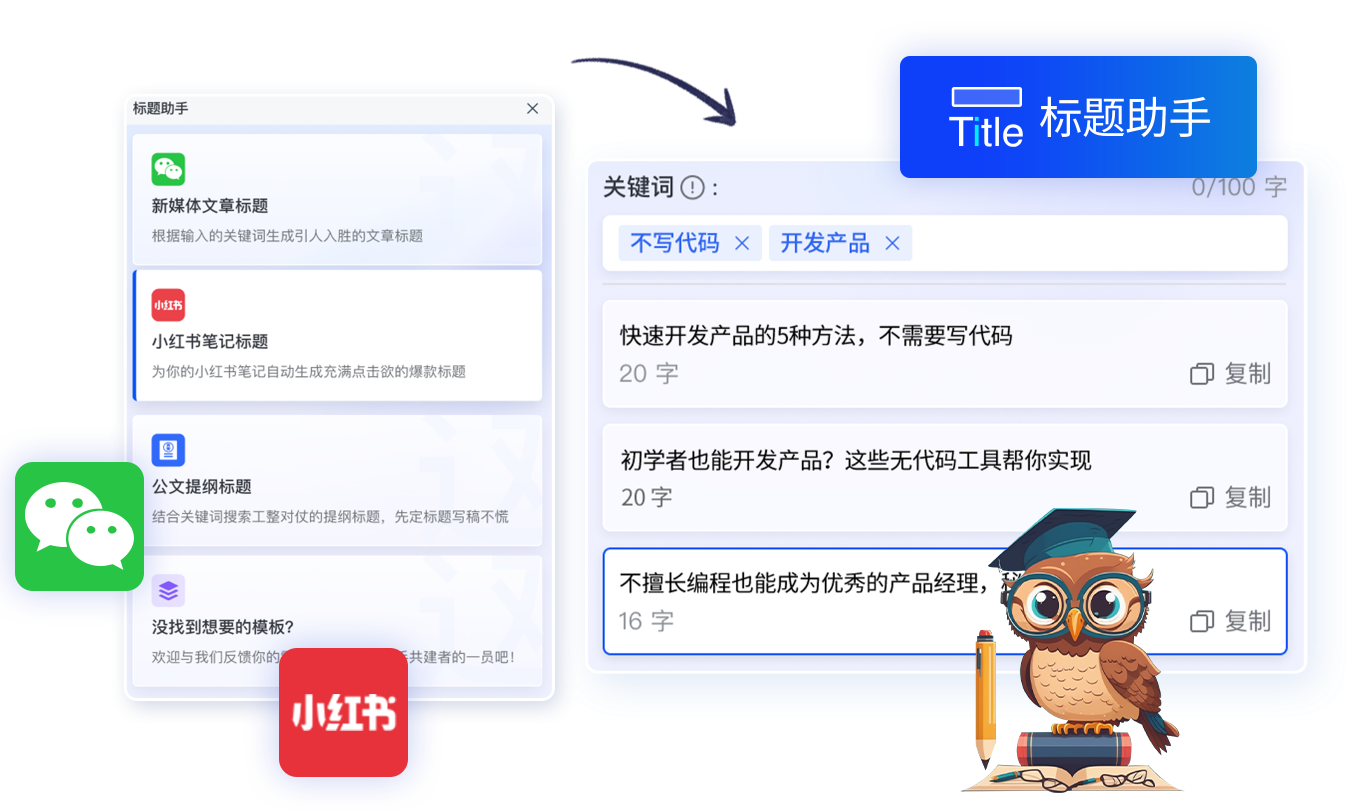 标题助手
新媒体文章标题
根据输入的关键词生成引人入胜的文章标题
小红书
小红书笔记标题
为你的小红书笔记自动生成充满点击欲的爆款标题
公文提纲标题
结合关键词搜索工整对仗的提纲标题，先定标题写稿不慌
没找到想要的模板?
欢迎与我们反馈你的 共建者的一员吧!
小红书
Title 标题助手
关键词 ! :
0/100 字
不写代码 × 开发产品 ×
快速开发产品的5种方法，不需要写代码
20 字
复制
初学者也能开发产品？这些无代码工具帮你实现
20 字
复制
不擅长编程也能成为优秀的产品经理，
16 字
复制